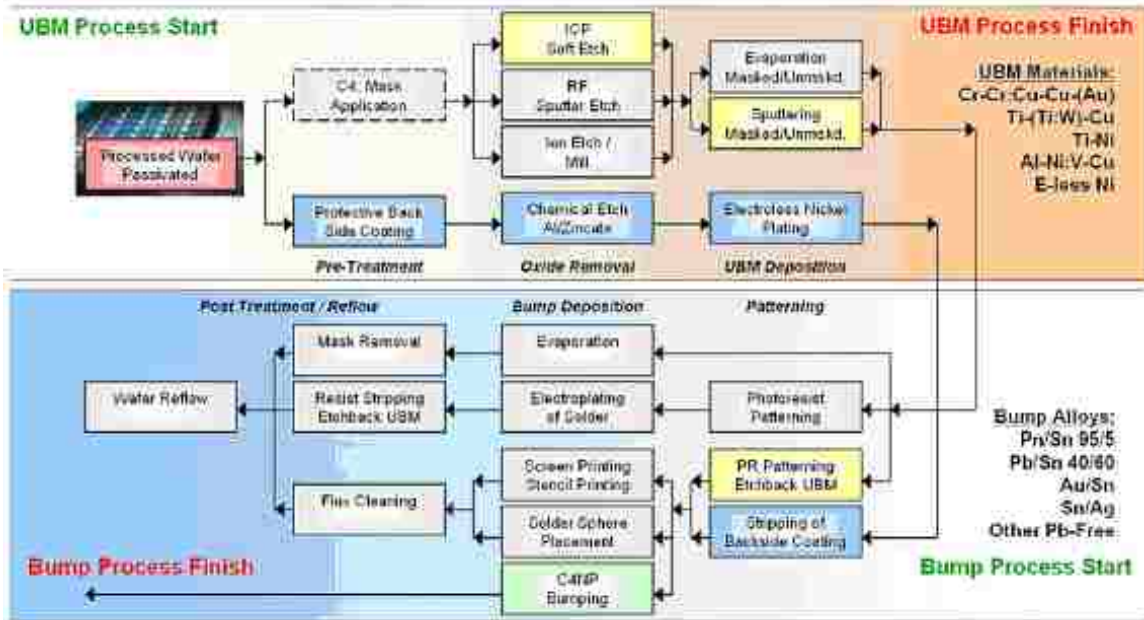 UBM Process Start
UBM Process Finish
ICP
Soft Etch
C4: Mask
Application
RF
Sputter Etch
Ion Etch /
Mill
Evaporation
Masked/Unmskd.
Sputtering
Masked/Unmskd.
UBM Materials:
Cr-Cr:Cu-Cu-(Au)
Ti-(Ti:W)-Cu
Ti-Ni
Al-Ni:V-Cu
E-less Ni
Processed Wafer
Passivated
Protective Back
Side Coating
Chemical Etch
Al/Zincate
Electroless Nickel
Plating
Pre-Treatment
Oxide Removal
UBM Deposition
Post Treatment / Reflow
Bump Deposition
Patterning
Mask Removal
Evaporation
Wafer Reflow
Resist Stripping
Etchback UBM
Electroplating
of Solder
Photoresist
Patterning
Flux Cleaning
Screen Printing
Stencil Printing
PR Patterning
Etchback UBM
Solder Sphere
Placement
Stripping of
Backside Coating
C4NP
Bumping
Bump Alloys:
Pn/Sn 95/5
Pb/Sn 40/60
Au/Sn
Sn/Ag
Other Pb-Free
Bump Process Finish
Bump Process Start